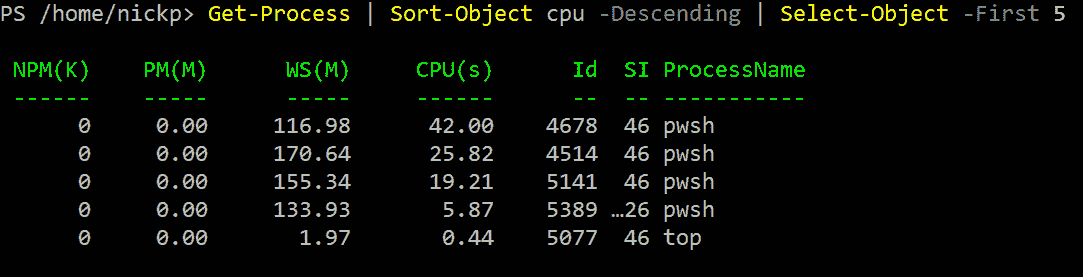 PS /home/nickp> Get-Process | Sort-Object cpu -Descending | Select-Object -First 5
NPM(K) PM(M) WS(M) CPU(s) Id SI ProcessName
------ ----- ----- ------ -- -- -----------
0 0.00 116.98 42.00 4678 46 pwsh
0 0.00 170.64 25.82 4514 46 pwsh
0 0.00 155.34 19.21 5141 46 pwsh
0 0.00 133.93 5.87 5389 …26 pwsh
0 0.00 1.97 0.44 5077 46 top